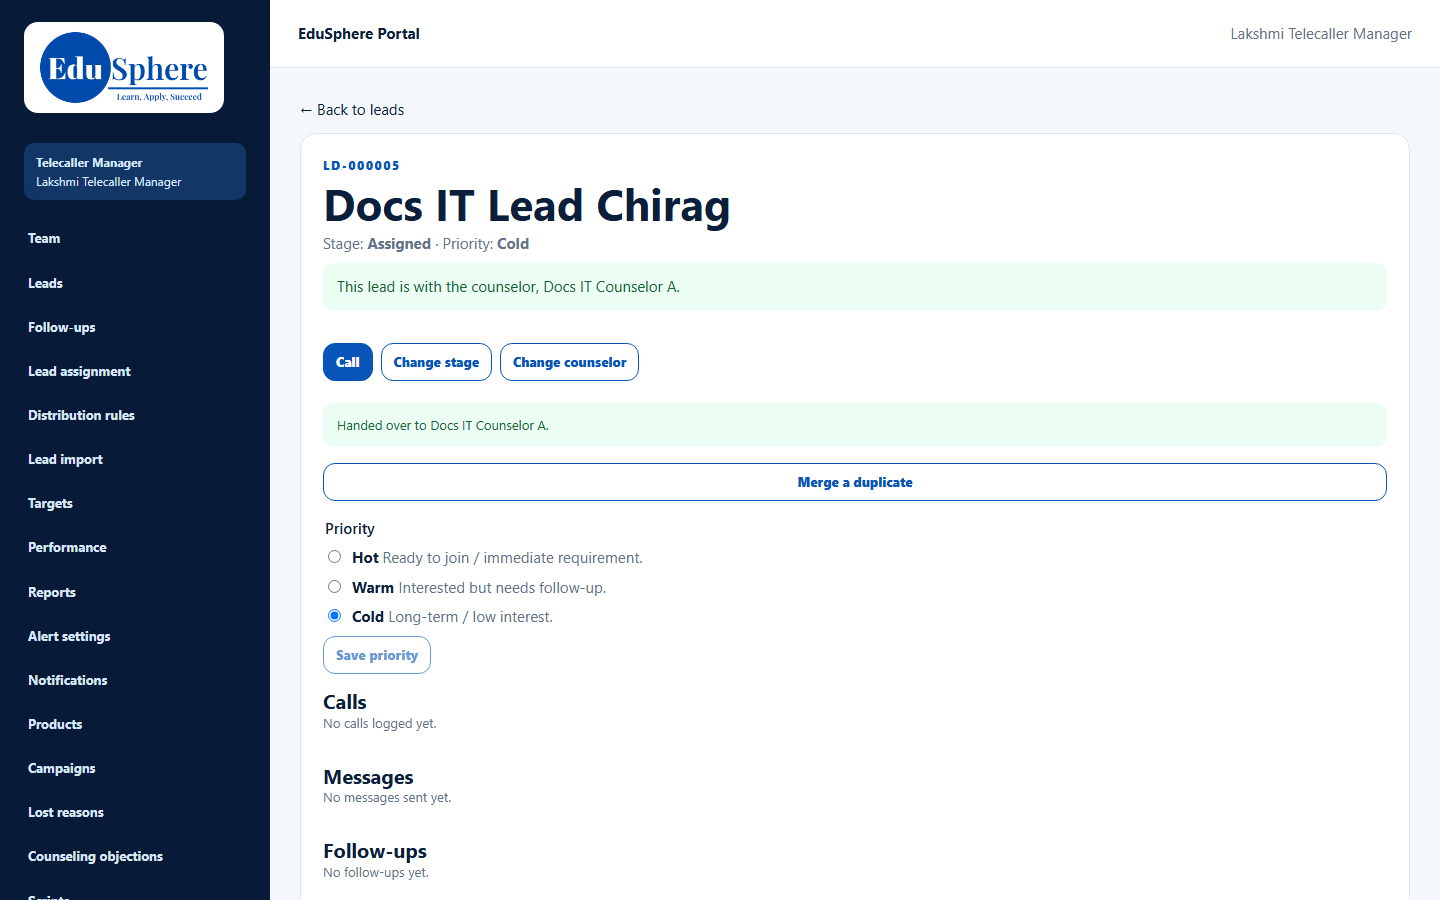 EduSphere
Learn, Apply, Succeed
Telecaller Manager
Lakshmi Telecaller Manager
Team
Leads
Follow-ups
Lead assignment
Distribution rules
Lead import
Targets
Performance
Reports
Alert settings
Notifications
Products
Campaigns
Lost reasons
Counseling objections
EduSphere Portal
Lakshmi Telecaller Manager
← Back to leads
LD-000005
Docs IT Lead Chirag
Stage: Assigned · Priority: Cold
This lead is with the counselor, Docs IT Counselor A.
Call
Change stage
Change counselor
Handed over to Docs IT Counselor A.
Merge a duplicate
Priority
Hot Ready to join / immediate requirement.
Warm Interested but needs follow-up.
Cold Long-term / low interest.
Save priority
Calls
No calls logged yet.
Messages
No messages sent yet.
Follow-ups
No follow-ups yet.